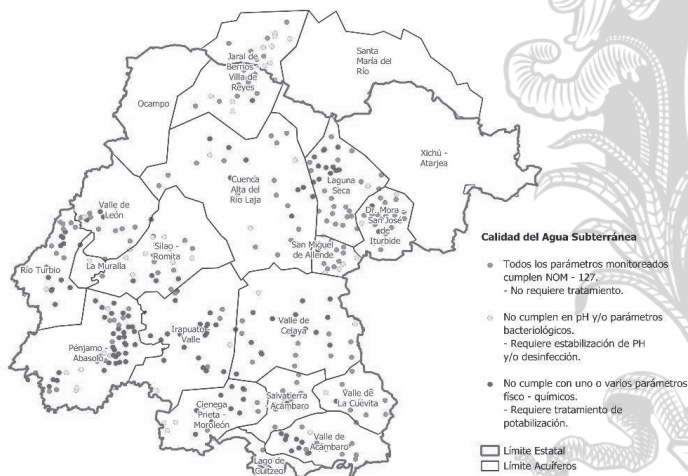 Santa
María del
Río
Jaral de
Berrios -
Villa de
Reyes
Ocampo
Xichú -
Atarjea
Cuenca
Alta del
Río Laja
Laguna
Seca
Valle de
León
Dr. Mora -
San José
de
Iturbide
Silao -
Romita
San Miguel
de Allende
Río Turbio
La Muralla
Calidad del Agua Subterránea
Todos los parámetros monitoreados
cumplen NOM - 127.
- No requiere tratamiento.
No cumplen en pH y/o parámetros
bacteriológicos.
- Requiere estabilización de PH
y/o desinfección.
No cumple con uno o varios parámetros
físco - químicos.
- Requiere tratamiento de
potabilización.
Límite Estatal
Límite Acuíferos
Pénjamo -
Abasolo
Irapuato
Valle
Valle de
Celaya
Cienega
Prieta -
Moroleón
Salvatierra
Acámbaro
Valle de
La Cuevita
Valle de
Acámbaro
Lago de
Cuitzeo